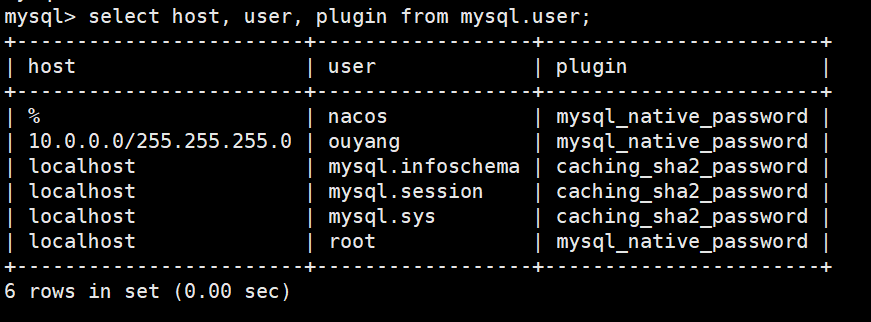 mysql> select host, user, plugin from mysql.user;
+------------------------+------------------+-----------------------+
| host                   | user             | plugin                |
+------------------------+------------------+-----------------------+
| %                      | nacos            | mysql_native_password |
| 10.0.0.0/255.255.255.0 | ouyang           | mysql_native_password |
| localhost              | mysql.infoschema | caching_sha2_password |
| localhost              | mysql.session    | caching_sha2_password |
| localhost              | mysql.sys        | caching_sha2_password |
| localhost              | root             | mysql_native_password |
+------------------------+------------------+-----------------------+
6 rows in set (0.00 sec)